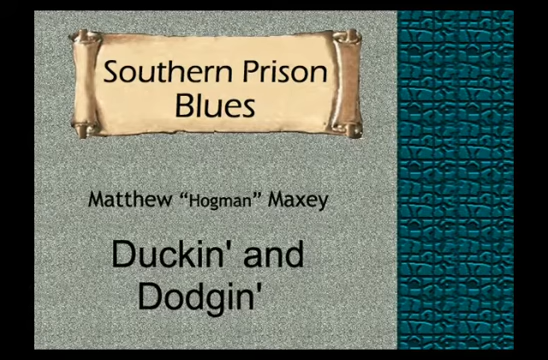 Southern Prison
Blues
Matthew “Hogman” Maxey
Duckin' and
Dodgin'